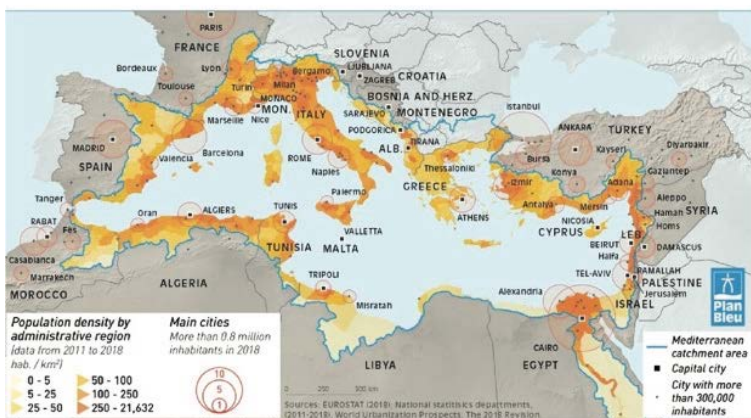 PARIS
FRANCE
SLOVENIA
LJUBLJANA
ZAGREB
CROATIA
Bordeaux
Lyon
Bergamo
Turin
Milan
BOSNIA AND HERZ
Toulouse
MONACO
MON.
SARAJEVO
MONTENEGRO
Istanbul
Marseille
Nice
ITALY
PODGORICA
ANKARA
TURKEY
MADRID
TIRANA
ALB.
Bursa
Kayseri
Diyarbakir
SPAIN
Barcelona
ROME
Thessaloniki
Konya
Gazuntep
Valencia
Naples
Izmir
Adana
GREECE
Aleppo
Tanger
Palermo
Antalya
Mersin
Hamah
SYRIA
Oran
ALGIERS
TUNIS
ATHENS
NICOSIA
Homs
RABAT
Fès
VALLETTA
CYPRUS
LEB.
BEIRUT
DAMASCUS
Casablanca
TUNISIA
MALTA
Haifa
Marrakech
TRIPOLI
TEL-AVIV
RAMALLAH
MOROCCO
ALGERIA
Alexandria
PALESTINE
Jerusalem
Misratah
ISRAEL
Plan
Bleu
CAIRO
LIBYA
EGYPT
Population density by
administrative region
(data from 2011 to 2018
hab. / km²)
0 - 5
5 - 25
25 - 50
50 - 100
100 - 250
250 - 21,632
Main cities
More than 0.8 million
inhabitants in 2018
10
5
1
0 250 500 km
Sources: EUROSTAT (2018), National statistics departments,
(2011-2018), World Urbanization Prospects, The 2018 Revision
Mediterranean
catchment area
Capital city
City with more
than 300,000
inhabitants